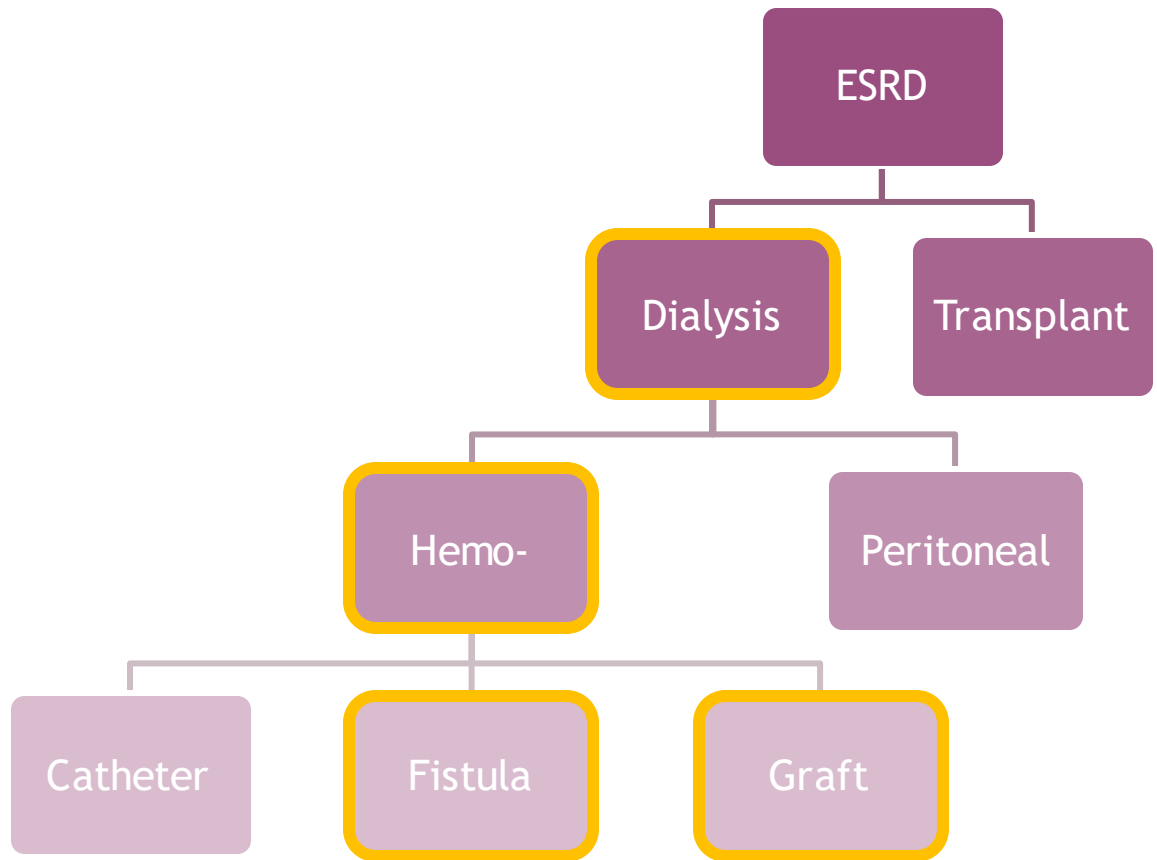 ESRD
Dialysis
Transplant
Hemo-
Peritoneal
Catheter
Fistula
Graft